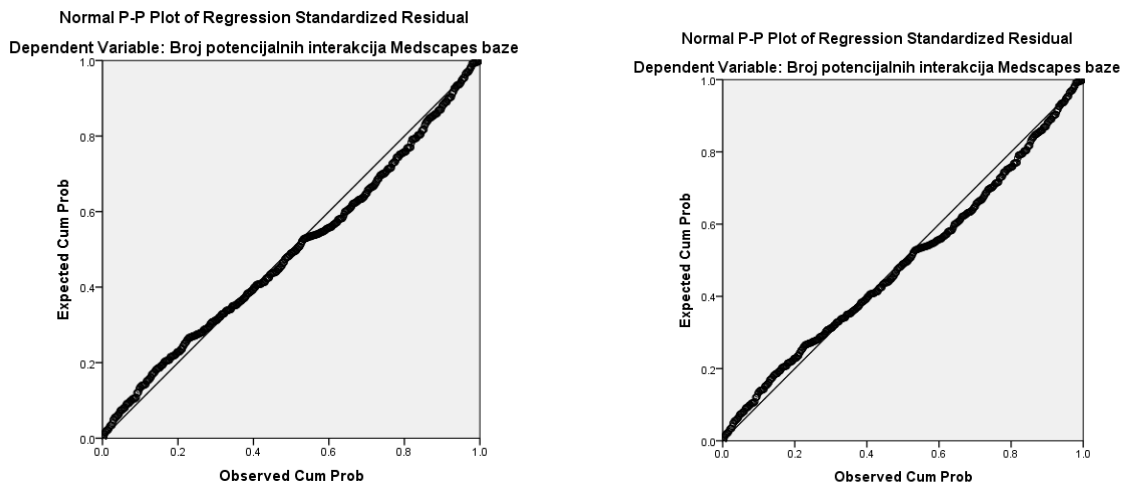 Normal P-P Plot of Regression Standardized Residual
Dependent Variable: Broj potencijalnih interakcija Medscapes baze
1.0
0.8
0.6
0.4
0.2
0.0
Expected Cum Prob
0.0 0.2 0.4 0.6 0.8 1.0
Observed Cum Prob
Normal P-P Plot of Regression Standardized Residual
Dependent Variable: Broj potencijalnih interakcija Medscapes baze
1.0
0.8
0.6
0.4
0.2
0.0
Expected Cum Prob
0.0 0.2 0.4 0.6 0.8 1.0
Observed Cum Prob